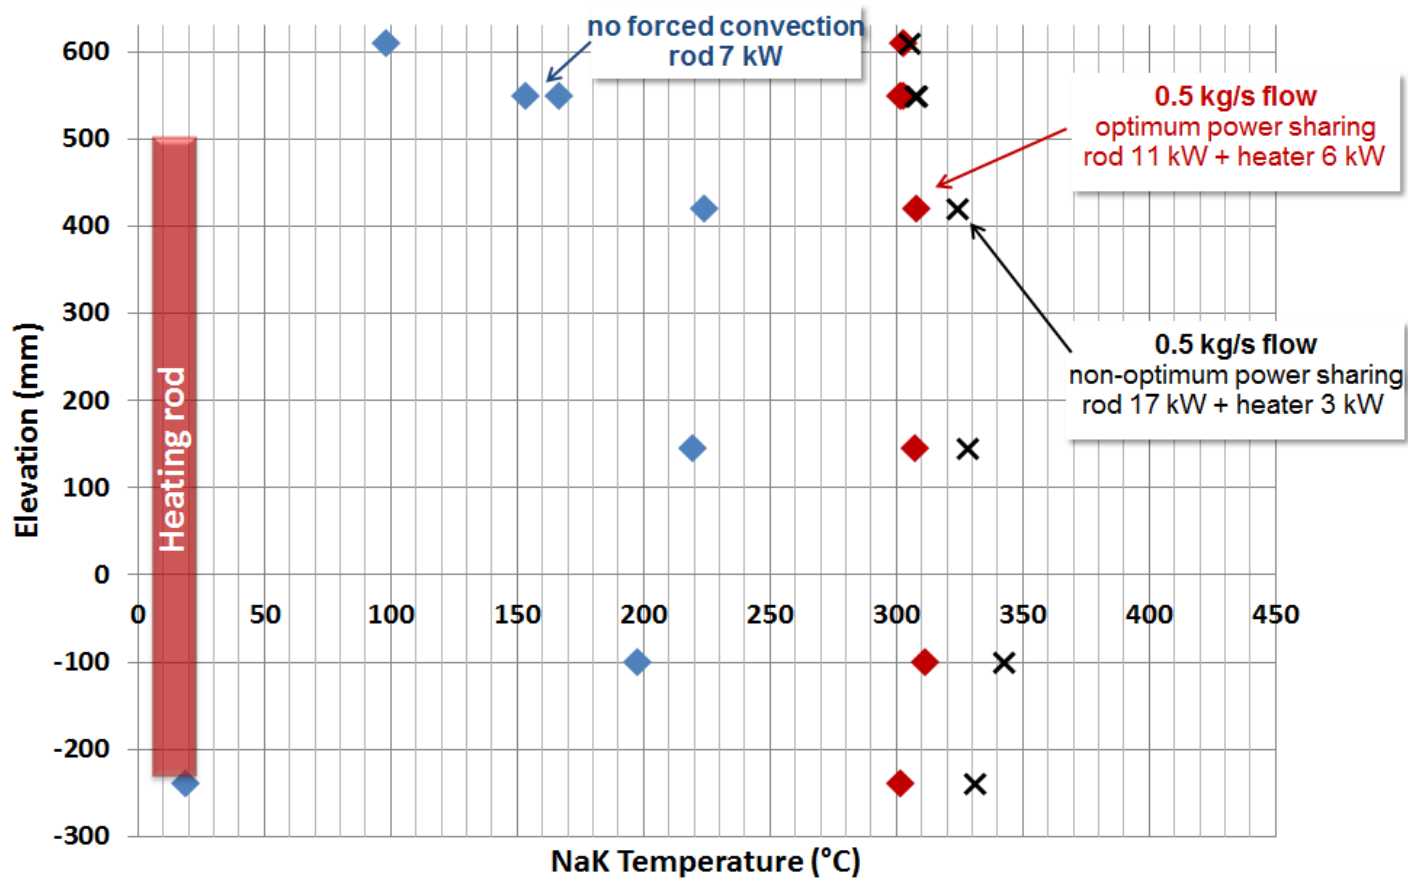 no forced convection
rod 7 kW
0.5 kg/s flow
optimum power sharing
rod 11 kW + heater 6 kW
0.5 kg/s flow
non-optimum power sharing
rod 17 kW + heater 3 kW
Elevation (mm)
600
500
400
300
200
100
0
-100
-200
-300
Heating rod
0 50 100 150 200 250 300 350 400 450
NaK Temperature (°C)